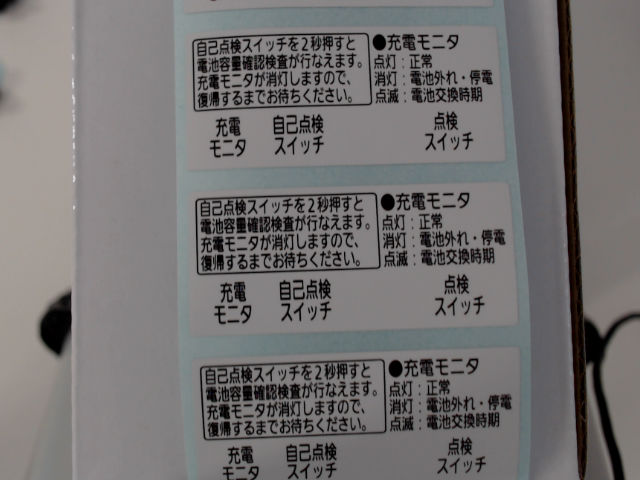 自己点検スイッチを2秒押すと
電池容量確認検査が行なえます。
充電モニタが消灯しますので、
復帰するまでお待ちください。
●充電モニタ
点灯：正常
消灯：電池外れ・停電
点滅：電池交換時期
充電
モニタ
自己点検
スイッチ
点検
スイッチ
自己点検スイッチを2秒押すと
電池容量確認検査が行なえます。
充電モニタが消灯しますので、
復帰するまでお待ちください。
●充電モニタ
点灯：正常
消灯：電池外れ・停電
点滅：電池交換時期
充電
モニタ
自己点検
スイッチ
点検
スイッチ
自己点検スイッチを2秒押すと
電池容量確認検査が行なえます。
充電モニタが消灯しますので、
復帰するまでお待ちください。
●充電モニタ
点灯：正常
消灯：電池外れ・停電
点滅：電池交換時期
充電
モニタ
自己点検
スイッチ
点検
スイッチ